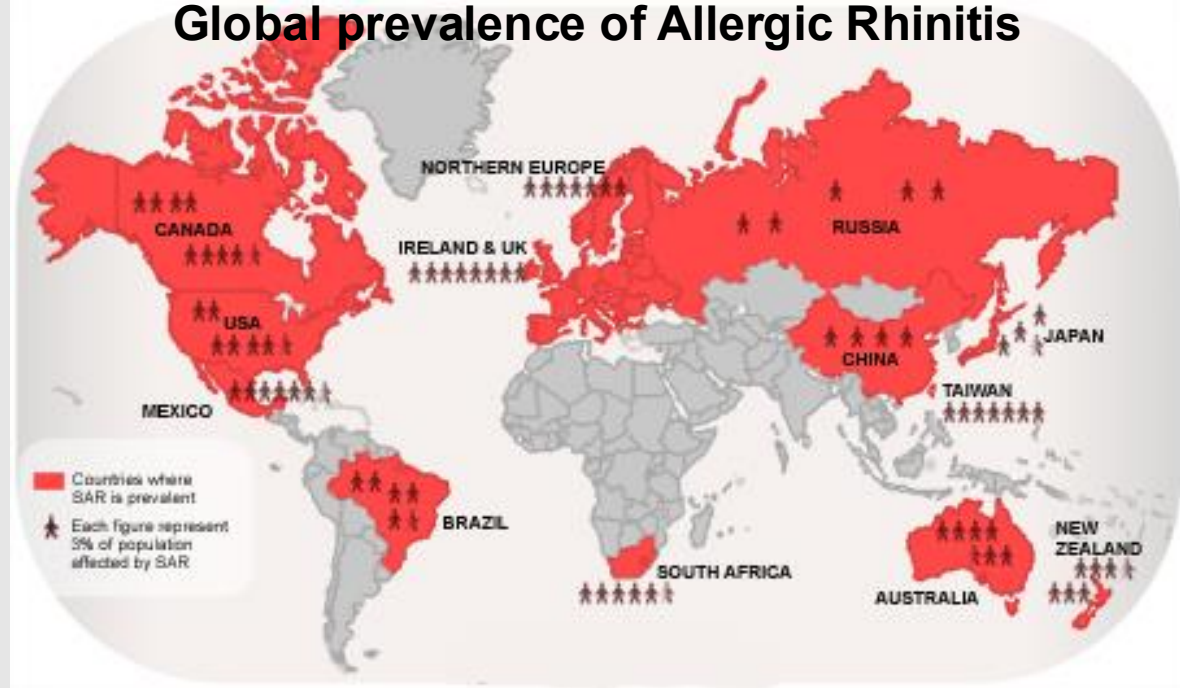 Global prevalence of Allergic Rhinitis
NORTHERN EUROPE
CANADA
IRELAND & UK
RUSSIA
USA
JAPAN
CHINA
TAIWAN
MEXICO
Countries where
SAR is prevalent
Each figure represent
3% of population
affected by SAR
BRAZIL
NEW
ZEALAND
SOUTH AFRICA
AUSTRALIA